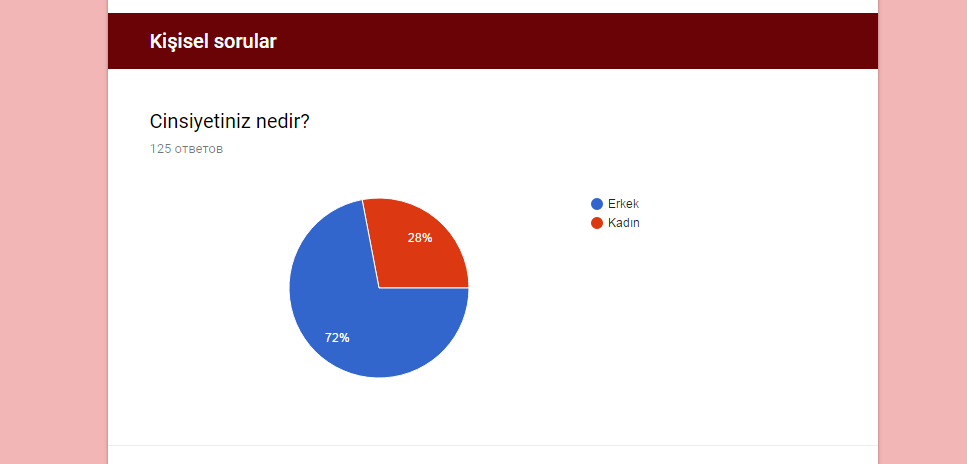 Kişisel sorular
Cinsiyetiniz nedir?
125 ответов
Erkek
Kadın
28%
72%